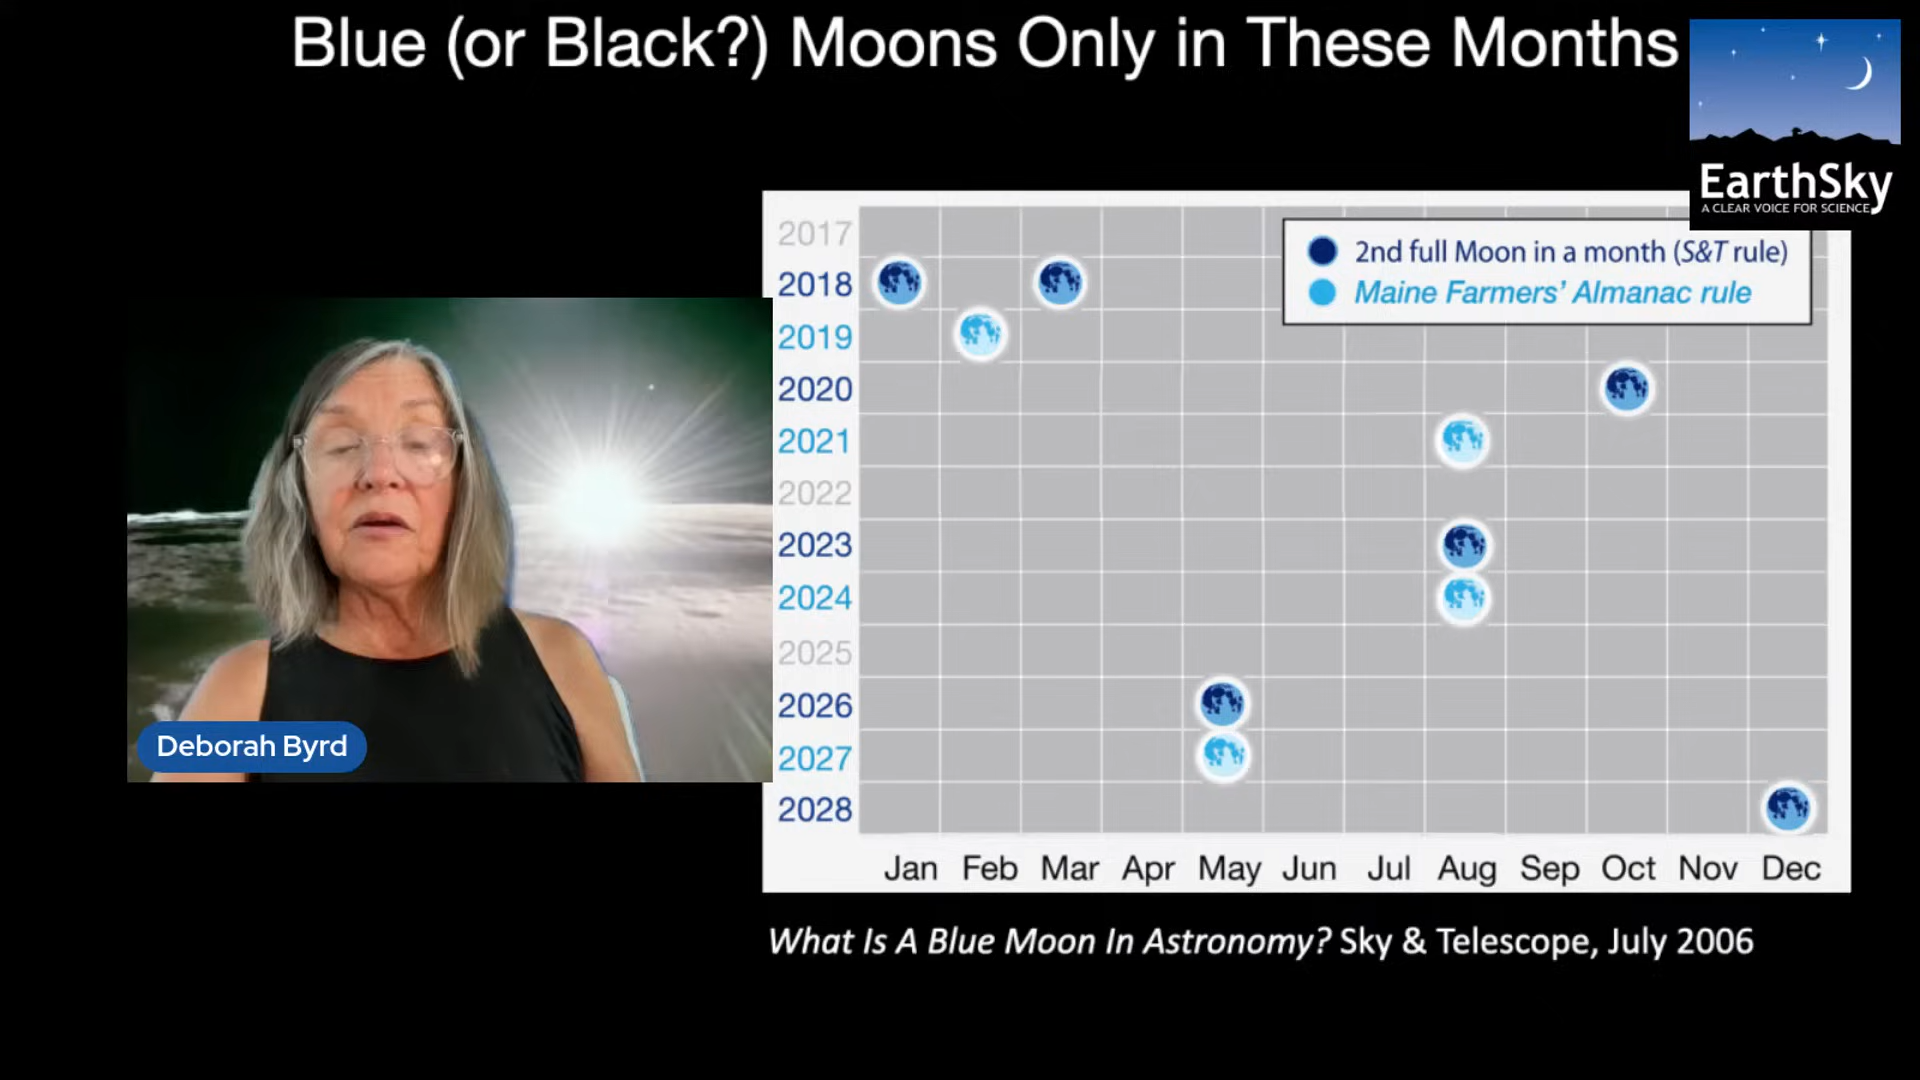 Blue (or Black?) Moons Only in These Months
EarthSky
A CLEAR VOICE FOR SCIENCE
2nd full Moon in a month (S&T rule)
Maine Farmers' Almanac rule
2017
2018
2019
2020
2021
2022
2023
2024
2025
2026
2027
2028
Jan Feb Mar Apr May Jun Jul Aug Sep Oct Nov Dec
Deborah Byrd
What Is A Blue Moon In Astronomy? Sky & Telescope, July 2006